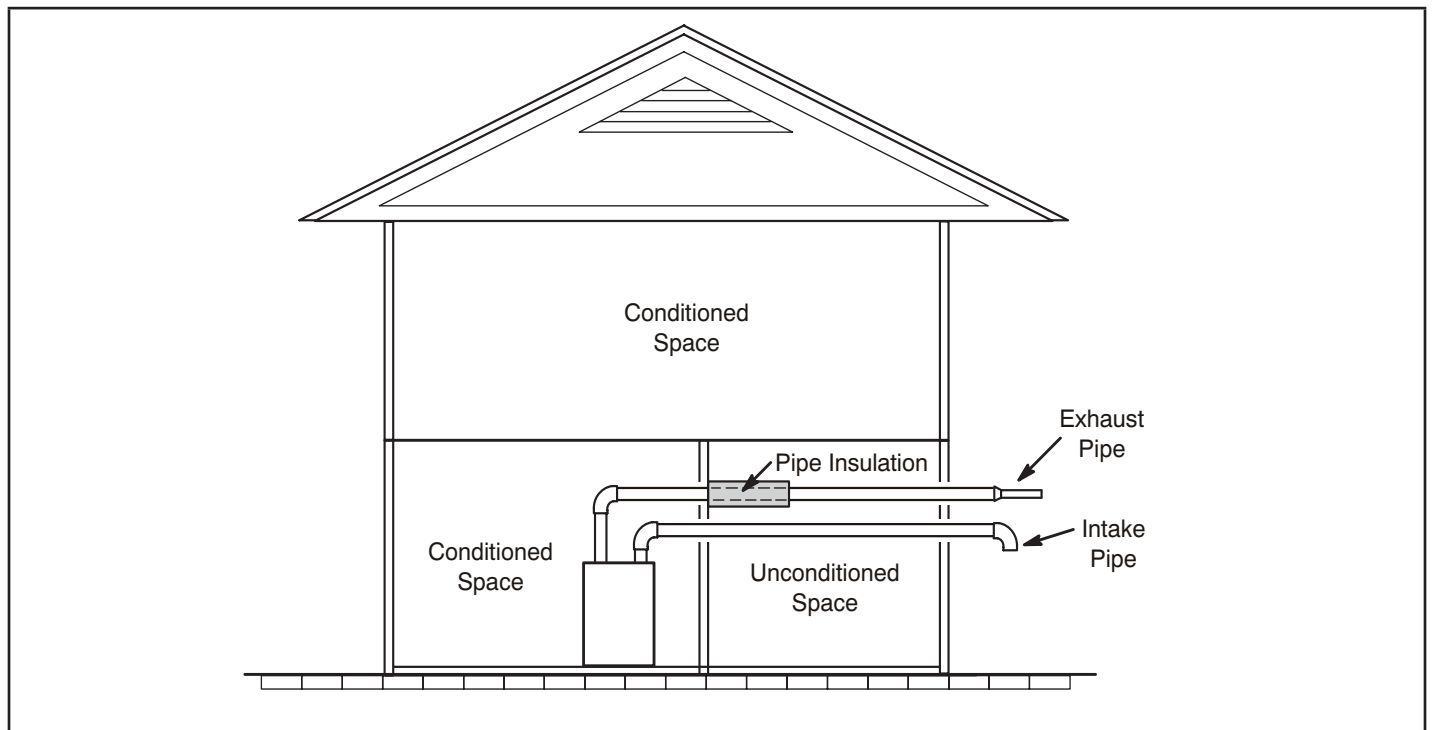 Conditioned
Space
Exhaust
Pipe
Pipe Insulation
Intake
Pipe
Conditioned
Space
Unconditioned
Space